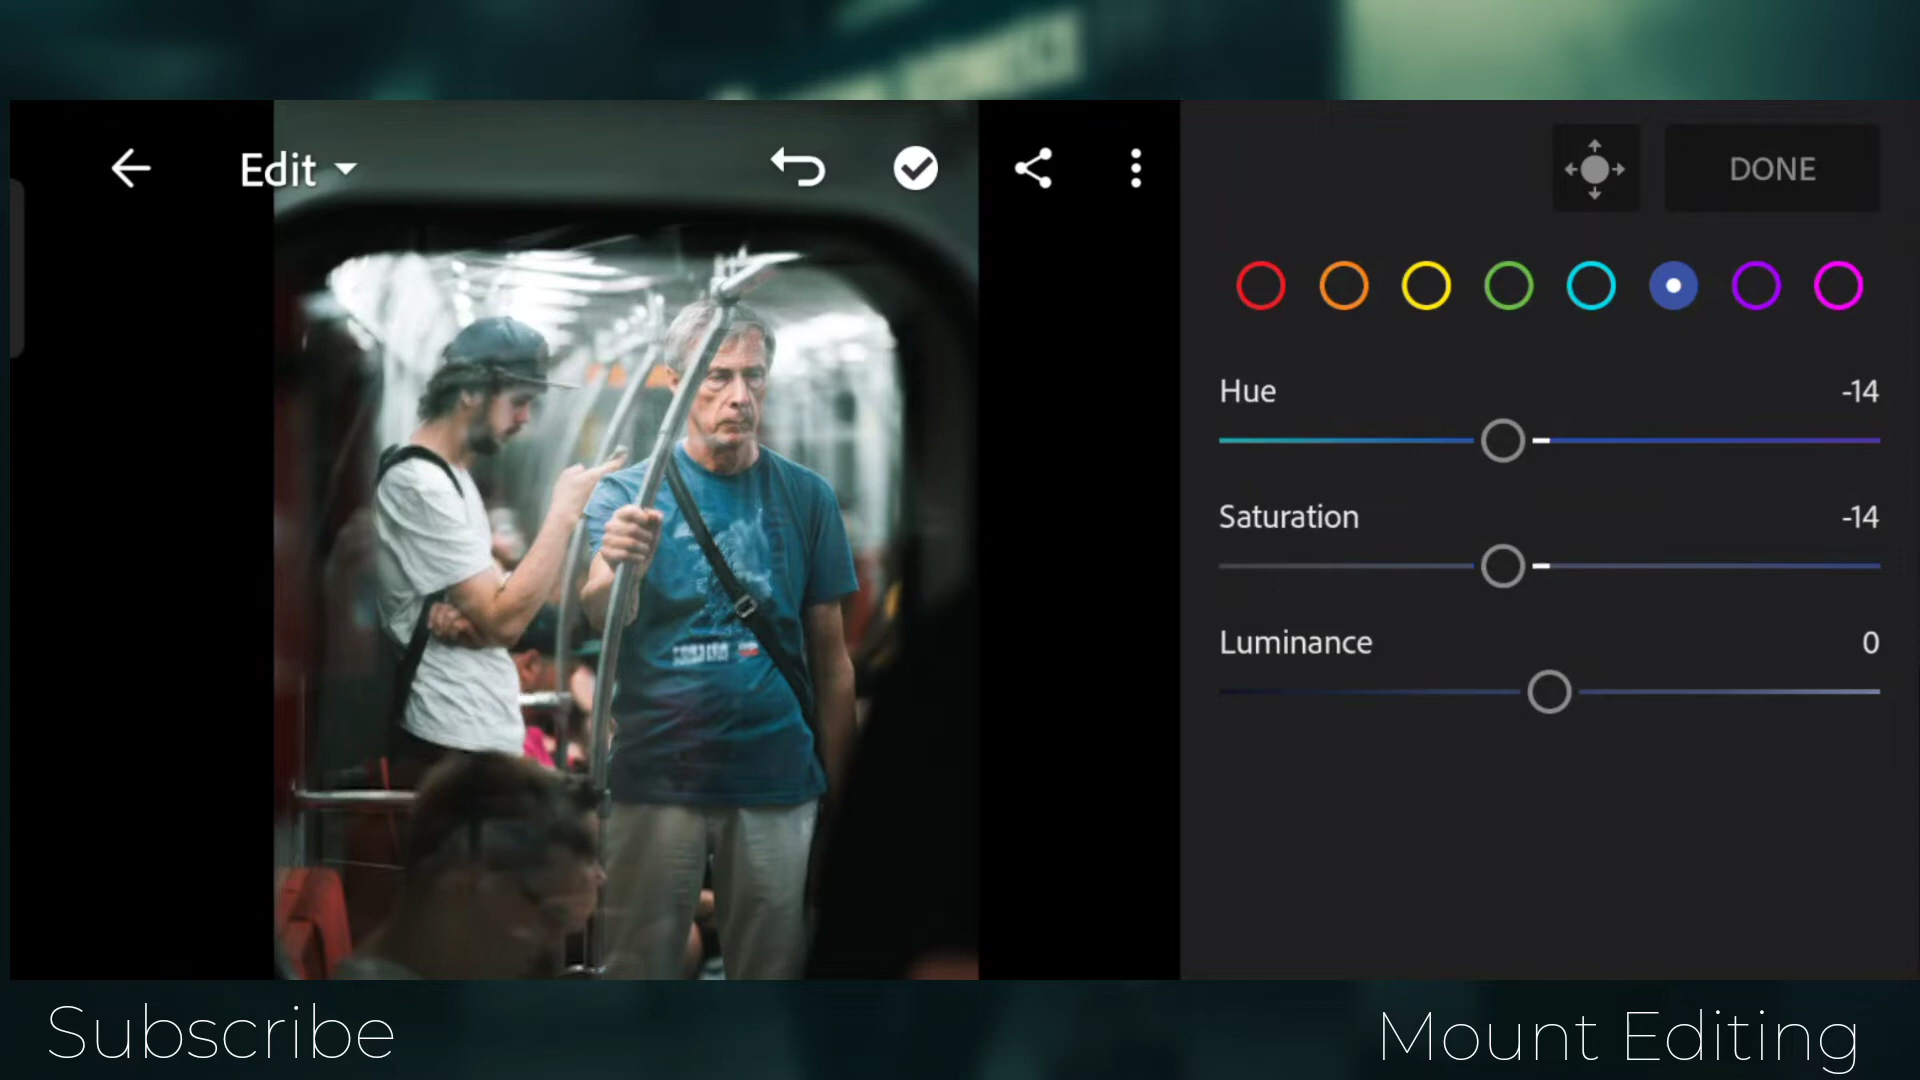 Edit
DONE
Hue -14
Saturation -14
Luminance 0
Subscribe
Mount Editing